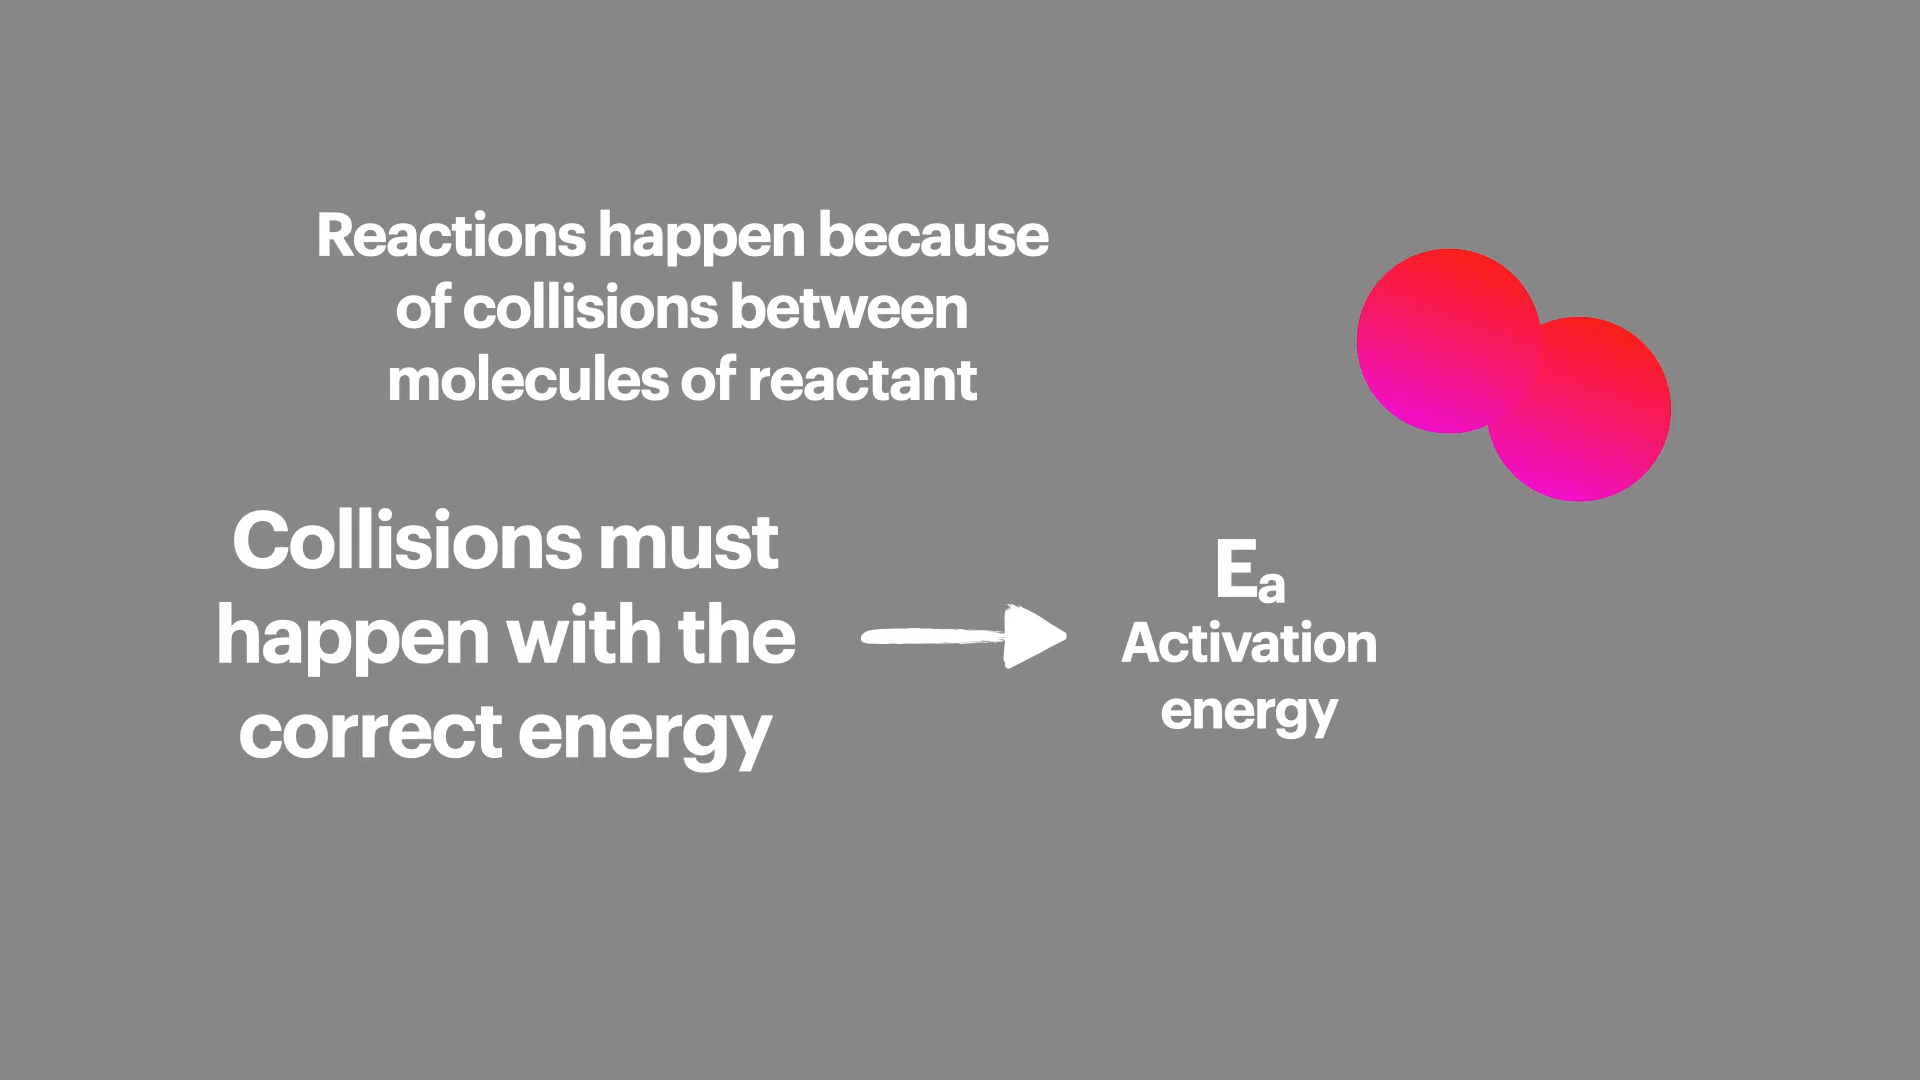 Reactions happen because
of collisions between
molecules of reactant
Collisions must
happen with the
correct energy
Ea
Activation
energy